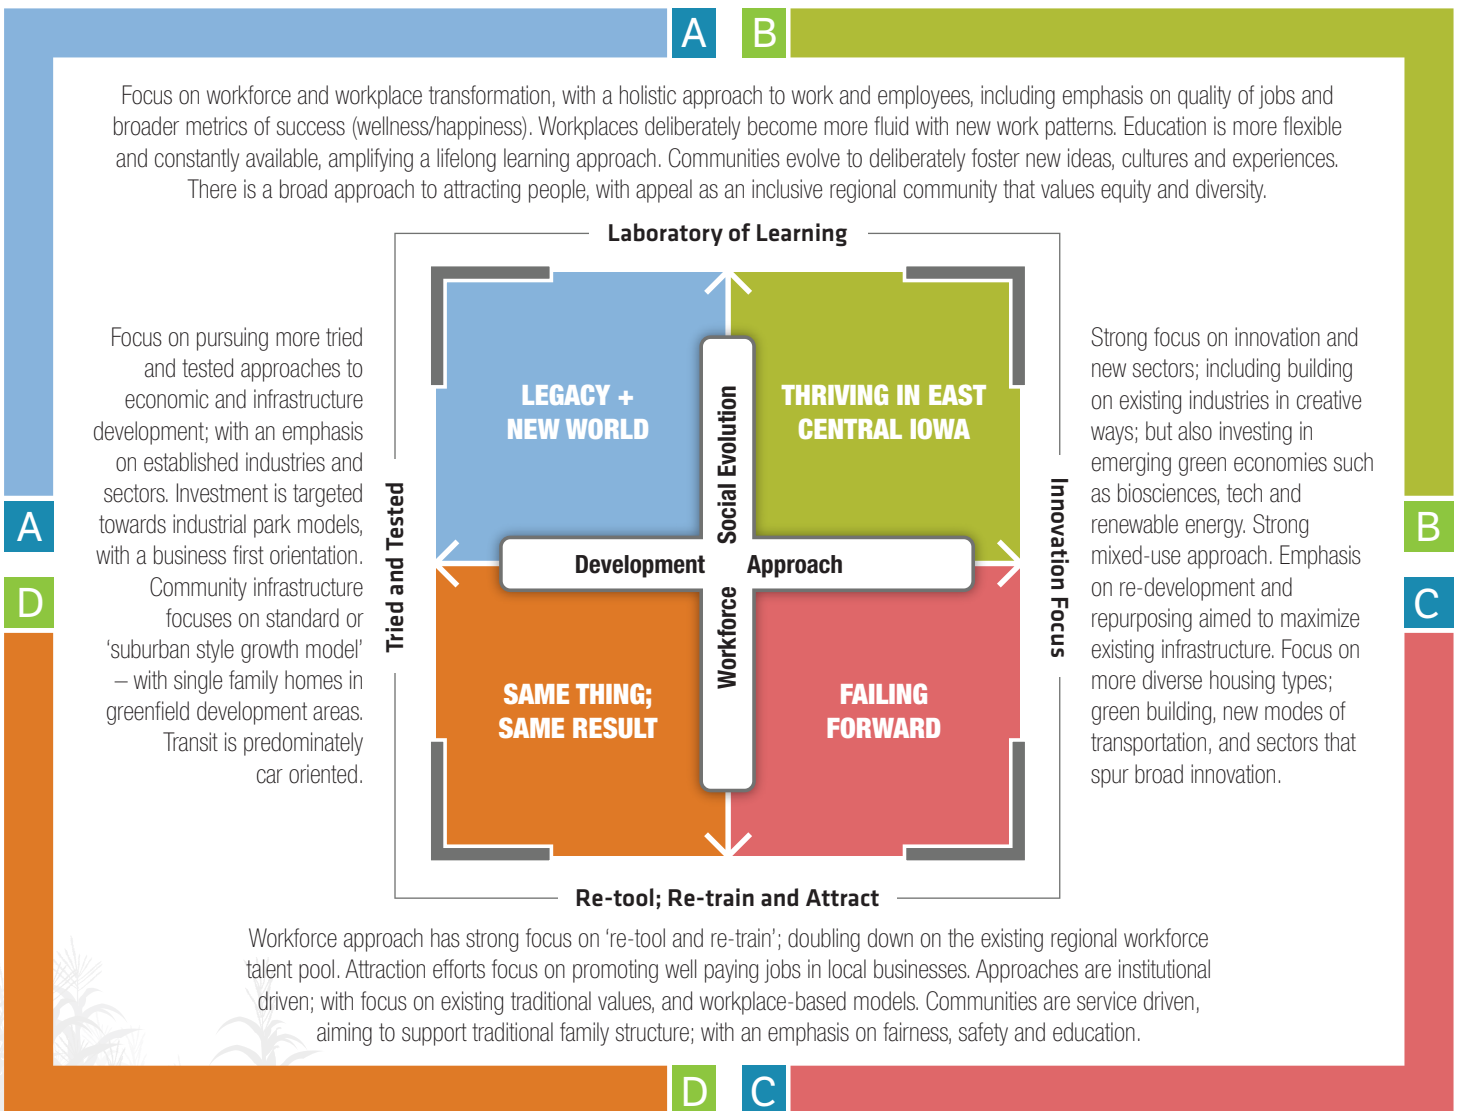 A B
Focus on workforce and workplace transformation, with a holistic approach to work and employees, including emphasis on quality of jobs and
broader metrics of success (wellness/happiness). Workplaces deliberately become more fluid with new work patterns. Education is more flexible
and constantly available, amplifying a lifelong learning approach. Communities evolve to deliberately foster new ideas, cultures and experiences.
There is a broad approach to attracting people, with appeal as an inclusive regional community that values equity and diversity.
Laboratory of Learning
Focus on pursuing more tried
and tested approaches to
economic and infrastructure
development; with an emphasis
on established industries and
sectors. Investment is targeted
towards industrial park models,
with a business first orientation.
Community infrastructure
focuses on standard or
‘suburban style growth model’
– with single family homes in
greenfield development areas.
Transit is predominately
car oriented.
A
D
Tried and Tested
LEGACY +
NEW WORLD
THRIVING IN EAST
CENTRAL IOWA
Workforce Social Evolution
Development Approach
SAME THING;
SAME RESULT
FAILING
FORWARD
Innovation Focus
Strong focus on innovation and
new sectors; including building
on existing industries in creative
ways; but also investing in
emerging green economies such
as biosciences, tech and
renewable energy. Strong
mixed-use approach. Emphasis
on re-development and
repurposing aimed to maximize
existing infrastructure. Focus on
more diverse housing types;
green building, new modes of
transportation, and sectors that
spur broad innovation.
B
C
Re-tool; Re-train and Attract
Workforce approach has strong focus on ‘re-tool and re-train’; doubling down on the existing regional workforce
talent pool. Attraction efforts focus on promoting well paying jobs in local businesses. Approaches are institutional
driven; with focus on existing traditional values, and workplace-based models. Communities are service driven,
aiming to support traditional family structure; with an emphasis on fairness, safety and education.
D C